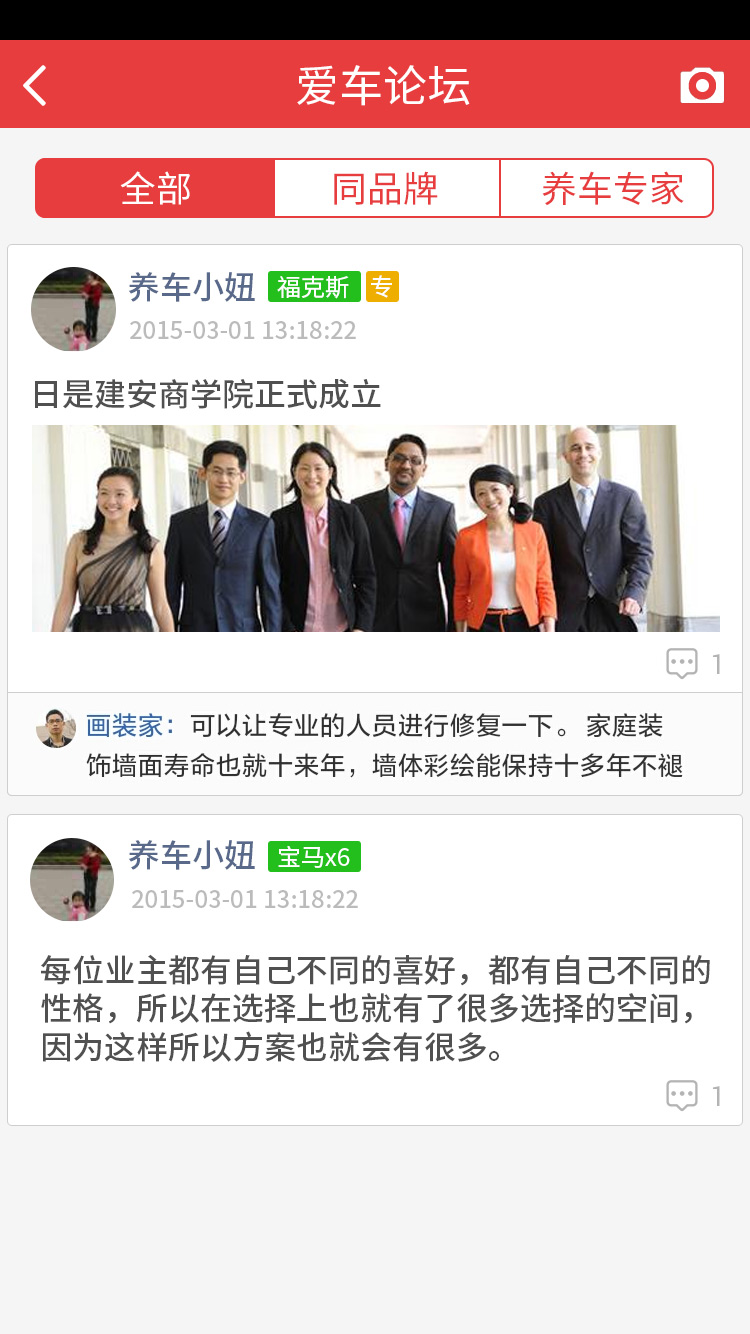 爱车论坛
全部 同品牌 养车专家
养车小妞 福克斯 专
2015-03-01 13:18:22
日是建安商学院正式成立
1
画装家：可以让专业的人员进行修复一下。家庭装
饰墙面寿命也就十来年，墙体彩绘能保持十多年不褪
养车小妞 宝马x6
2015-03-01 13:18:22
每位业主都有自己不同的喜好，都有自己不同的
性格，所以在选择上也就有了很多选择的空间，
因为这样所以方案也就会有很多。
1